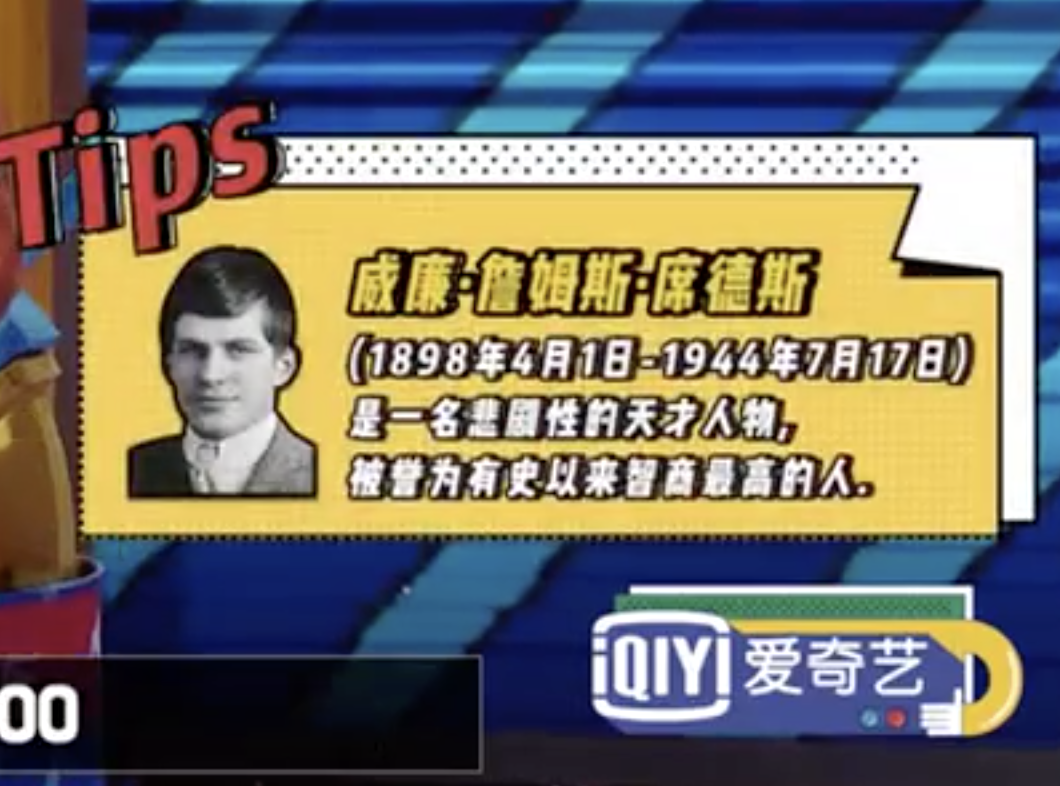 Tips
威廉·詹姆斯·席德斯
(1898年4月1日-1944年7月17日)
是一名悲剧性的天才人物,
被誉为有史以来智商最高的人.
iQIYI 爱奇艺
00